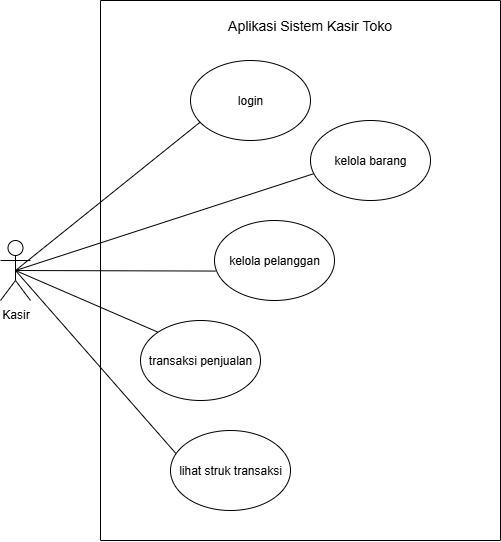 Aplikasi Sistem Kasir Toko
login
kelola barang
kelola pelanggan
Kasir
transaksi penjualan
lihat struk transaksi